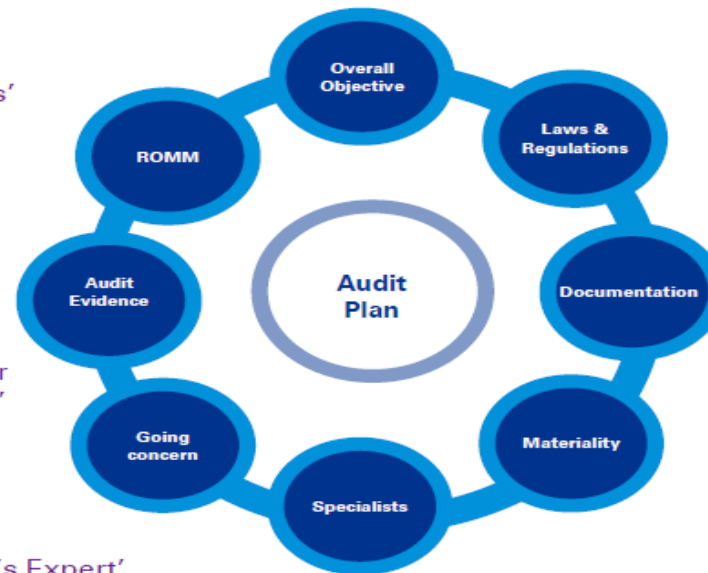 Overall
Objective
s'
Laws &
Regulations
ROMM
Audit
Evidence
Audit
Plan
Documentation
r
'
Going
concern
Materiality
Specialists
's Expert'